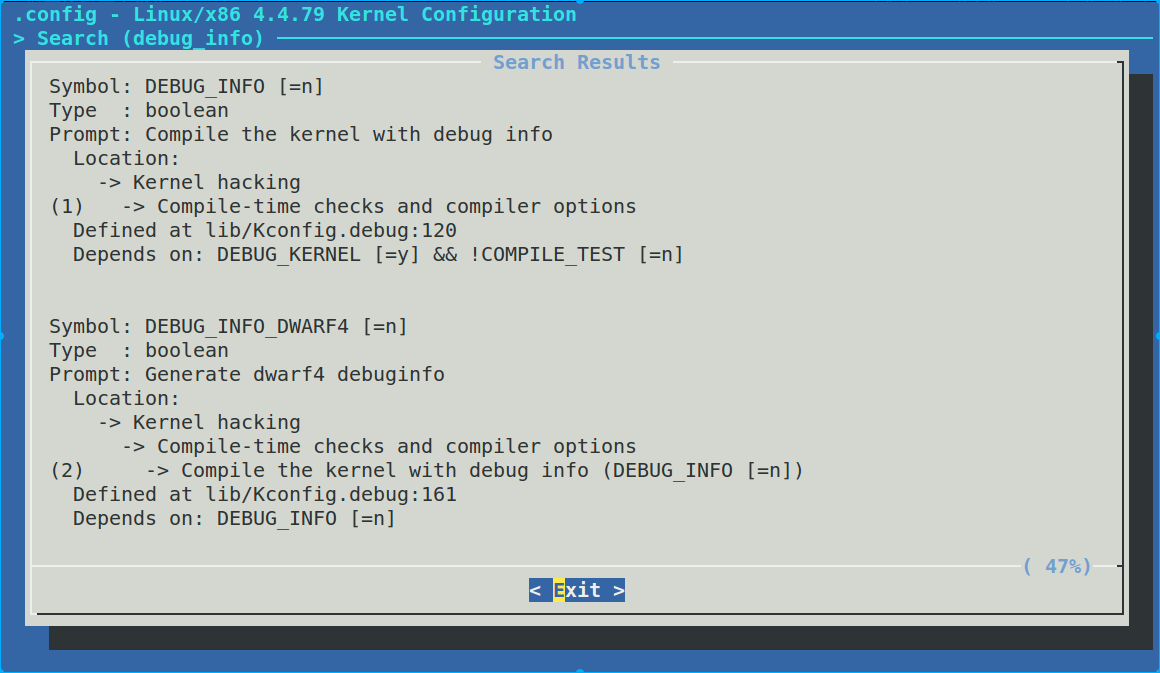 .config - Linux/x86 4.4.79 Kernel Configuration
> Search (debug_info)
Search Results
Symbol: DEBUG_INFO [=n]
Type  : boolean
Prompt: Compile the kernel with debug info
  Location:
    -> Kernel hacking
(1)   -> Compile-time checks and compiler options
  Defined at lib/Kconfig.debug:120
  Depends on: DEBUG_KERNEL [=y] && !COMPILE_TEST [=n]
Symbol: DEBUG_INFO_DWARF4 [=n]
Type  : boolean
Prompt: Generate dwarf4 debuginfo
  Location:
    -> Kernel hacking
      -> Compile-time checks and compiler options
(2)     -> Compile the kernel with debug info (DEBUG_INFO [=n])
  Defined at lib/Kconfig.debug:161
  Depends on: DEBUG_INFO [=n]
( 47%)
< Exit >